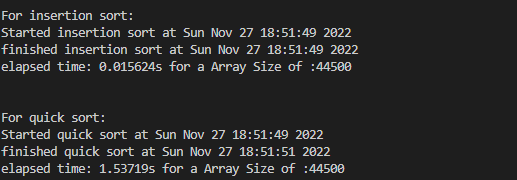 For insertion sort:
Started insertion sort at Sun Nov 27 18:51:49 2022
finished insertion sort at Sun Nov 27 18:51:49 2022
elapsed time: 0.015624s for a Array Size of :44500
For quick sort:
Started quick sort at Sun Nov 27 18:51:49 2022
finished quick sort at Sun Nov 27 18:51:51 2022
elapsed time: 1.53719s for a Array Size of :44500